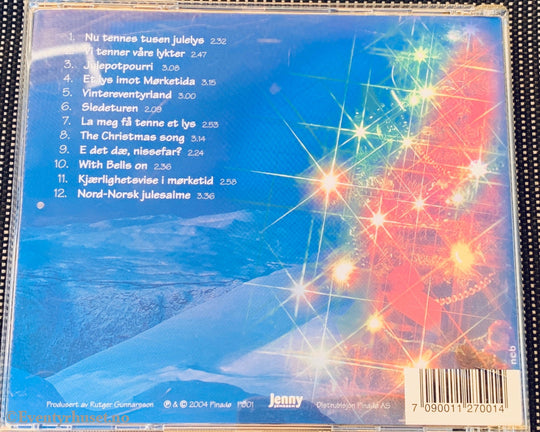 1. Nu tennes tusen julelys 2:32
2. Vi tenner våre lykter 2:47
3. Julepotpourri 3:08
4. Et lys imot Mørketida 3:15
5. Vintereventyrland 3:00
6. Sledeturen 2:09
7. La meg få tenne et lys 2:53
8. The Christmas song 3:14
9. E det dæ, nissefar? 2:24
10. With Bells on 2:36
11. Kjærlighetsvise i mørketid 2:58
12. Nord-Norsk julesalme 3:36
ncb
Produsert av Rutger Gunnarsson ℗ & © 2004 Pinadø P001 Jenny Distribusjon Pinadø AS
7 090011 270014
eventyrhuset.no